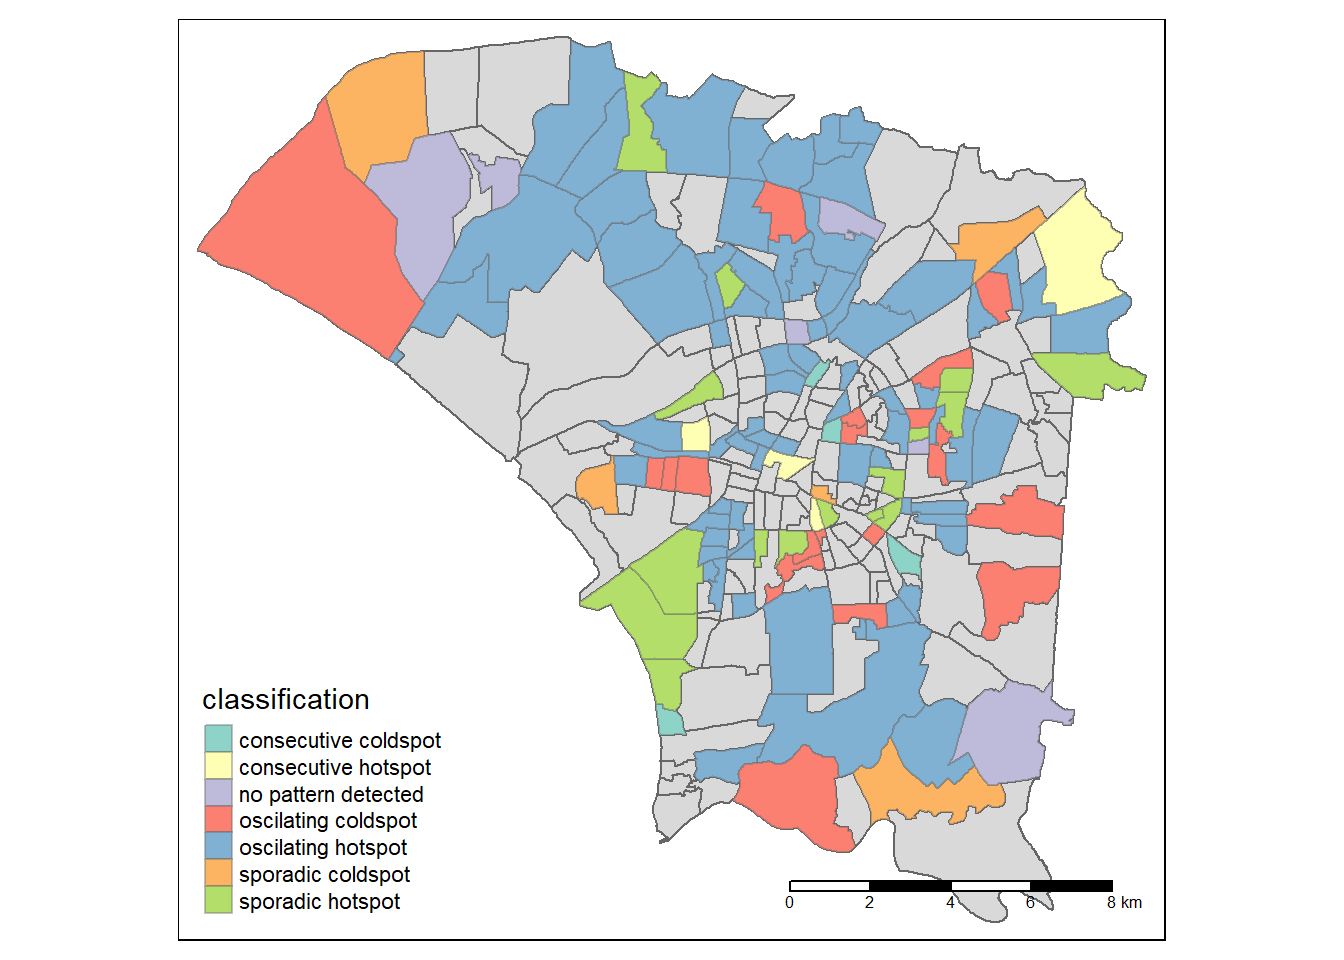 classification
consecutive coldspot
consecutive hotspot
no pattern detected
oscilating coldspot
oscilating hotspot
sporadic coldspot
sporadic hotspot
0 2 4 6 8 km